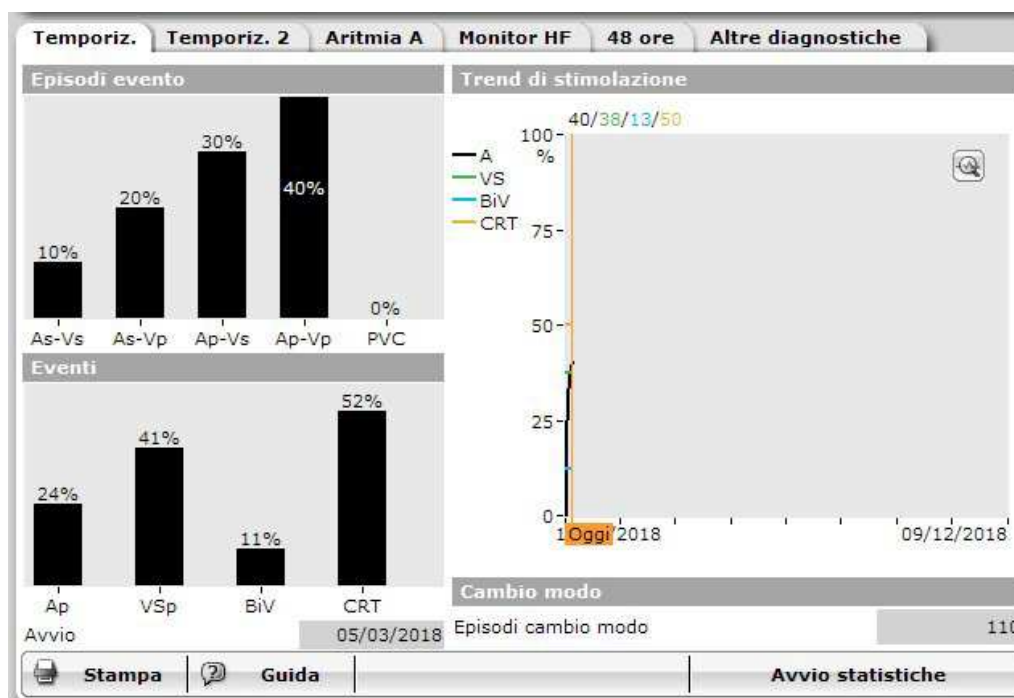 Temporiz. Temporiz. 2 Aritmia A Monitor HF 48 ore Altre diagnostiche
Episodi evento
10%
20%
30%
40%
0%
As-Vs As-Vp Ap-Vs Ap-Vp PVC
Eventi
24%
41%
11%
52%
Ap VSp BiV CRT
Avvio 05/03/2018
Trend di stimolazione
40/38/13/50
A
VS
BiV
CRT
100
%
75
50
25
0
1 Oggi /2018 09/12/2018
Cambio modo
Episodi cambio modo 110
Stampa Guida Avvio statistiche